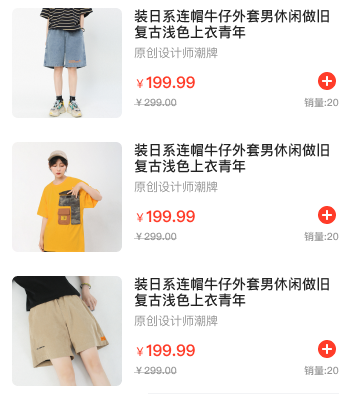 装日系连帽牛仔外套男休闲做旧
复古浅色上衣青年
原创设计师潮牌
￥199.99
￥299.00 销量:20
装日系连帽牛仔外套男休闲做旧
复古浅色上衣青年
原创设计师潮牌
￥199.99
￥299.00 销量:20
装日系连帽牛仔外套男休闲做旧
复古浅色上衣青年
原创设计师潮牌
￥199.99
￥299.00 销量:20